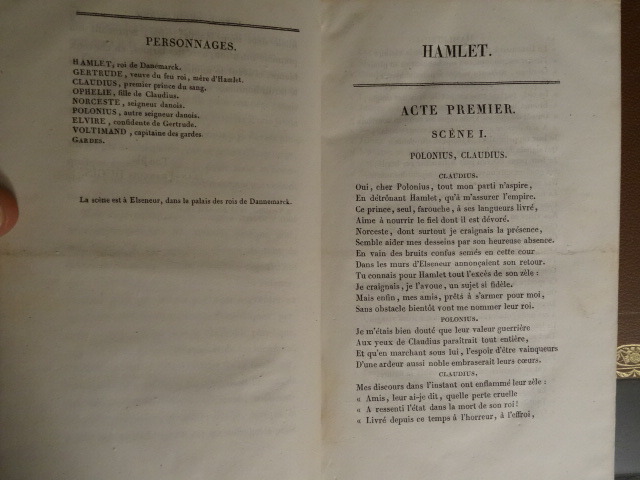 PERSONNAGES.
HAMLET, roi de Danemarck.
GERTRUDE, veuve du feu roi, mére d'Hamlet.
CLAUDIUS, premier prince du sang.
OPHELIE, fille de Claudius.
NORCESTE, seigneur danois.
POLONIUS, autre seigneur danois.
ELVIRE, confidente de Gertrude.
VOLTIMAND, capitaine des gardes.
GARDES.
La scène est à Elseneur, dans la palais des rois de Dannemarck.
HAMLET.
ACTE PREMIER.
SCÈNE I.
POLONIUS, CLAUDIUS.
CLAUDIUS.
Oui, cher Polonius, tout mon parti n'aspire,
En détrônant Hamlet, qu'à m'assurer l'empire.
Ce prince, seul, farouche, à ses langueurs livré,
Aime à nourrir le fiel dont il est dévoré.
Norceste, dont surtout je craignais la présence,
Semble aider mes desseins par son heureuse absence.
En vain des bruits confus semés en cette cour
Dans les murs d'Elseneur annonçaient son retour.
Tu connais pour Hamlet tout l'excés de son zèle :
Je craignais, je l'avoue, un sujet si fidèle.
Mais enfin, mes amis, prêts à s'armer pour moi,
Sans obstacle bientôt vont me nommer leur roi.
POLONIUS.
Je m'étais bien douté que leur valeur guerrière
Aux yeux de Claudius paraîtrait tout entière,
Et qu'en marchant sous lui, l'espoir d'être vainqueurs
D'une ardeur aussi noble embraserait leurs cœurs.
CLAUDIUS.
Mes discours dans l'instant ont enflammé leur zèle :
« Amis, leur ai-je dit, quelle perte cruelle
« A ressenti l'état dans la mort de son roi!
« Livré depuis ce temps à l'horreur, à l'effroi,